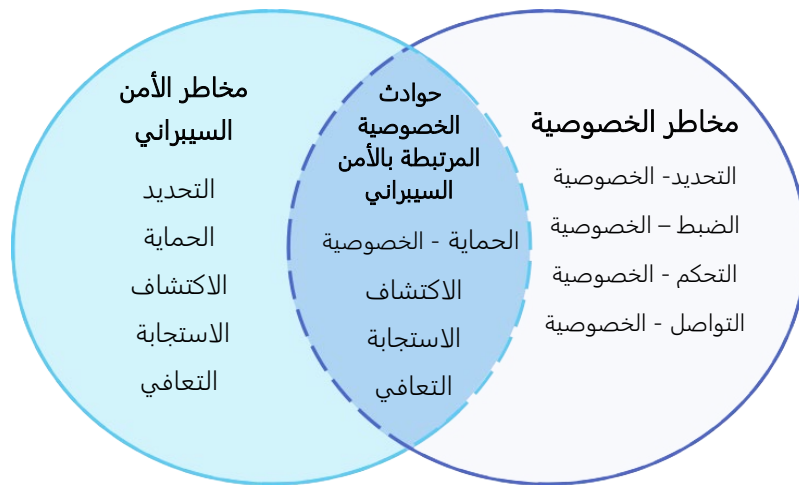 مخاطر الخصوصية
التحديد- الخصوصية
الضبط – الخصوصية
التحكم - الخصوصية
التواصل - الخصوصية
حوادث
الخصوصية
المرتبطة بالأمن
السيبراني
الحماية - الخصوصية
الاكتشاف
الاستجابة
التعافي
مخاطر الأمن
السيبراني
التحديد
الحماية
الاكتشاف
الاستجابة
التعافي